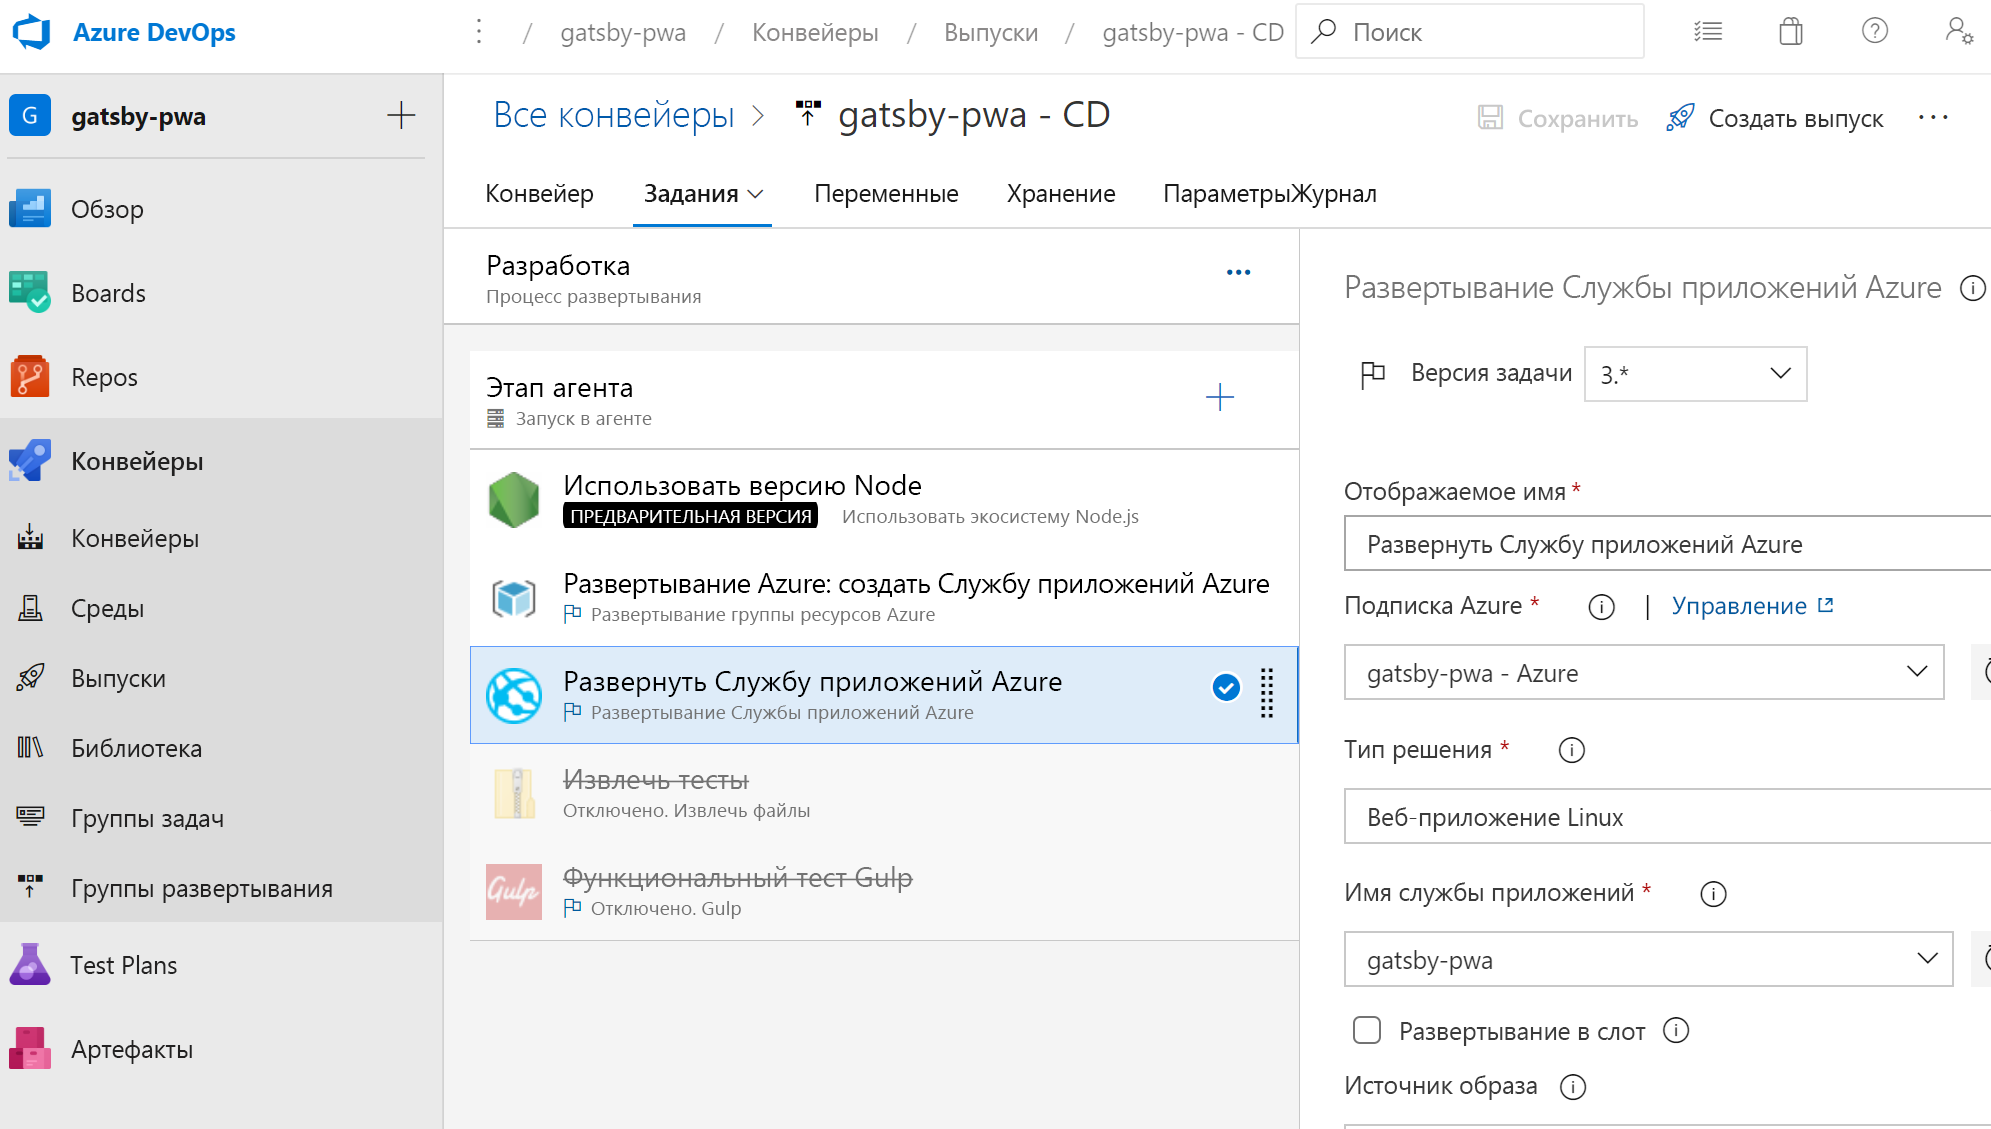 Azure DevOps
/ gatsby-pwa / Конвейеры / Выпуски / gatsby-pwa - CD
Поиск
G gatsby-pwa
Обзор
Boards
Repos
Конвейеры
Конвейеры
Среды
Выпуски
Библиотека
Группы задач
Группы развертывания
Test Plans
Артефакты
Все конвейеры > gatsby-pwa - CD
Сохранить
Создать выпуск
Конвейер Задания Переменные Хранение ПараметрыЖурнал
Разработка
Процесс развертывания
Этап агента
Запуск в агенте
Использовать версию Node
ПРЕДВАРИТЕЛЬНАЯ ВЕРСИЯ Использовать экосистему Node.js
Развертывание Azure: создать Службу приложений Azure
Развертывание группы ресурсов Azure
Развернуть Службу приложений Azure
Развертывание Службы приложений Azure
Извлечь тесты
Отключено. Извлечь файлы
Gulp
Функциональный тест Gulp
Отключено. Gulp
Развертывание Службы приложений Azure
Версия задачи 3.*
Отображаемое имя *
Развернуть Службу приложений Azure
Подписка Azure * | Управление
gatsby-pwa - Azure
Тип решения *
Веб-приложение Linux
Имя службы приложений *
gatsby-pwa
Развертывание в слот
Источник образа